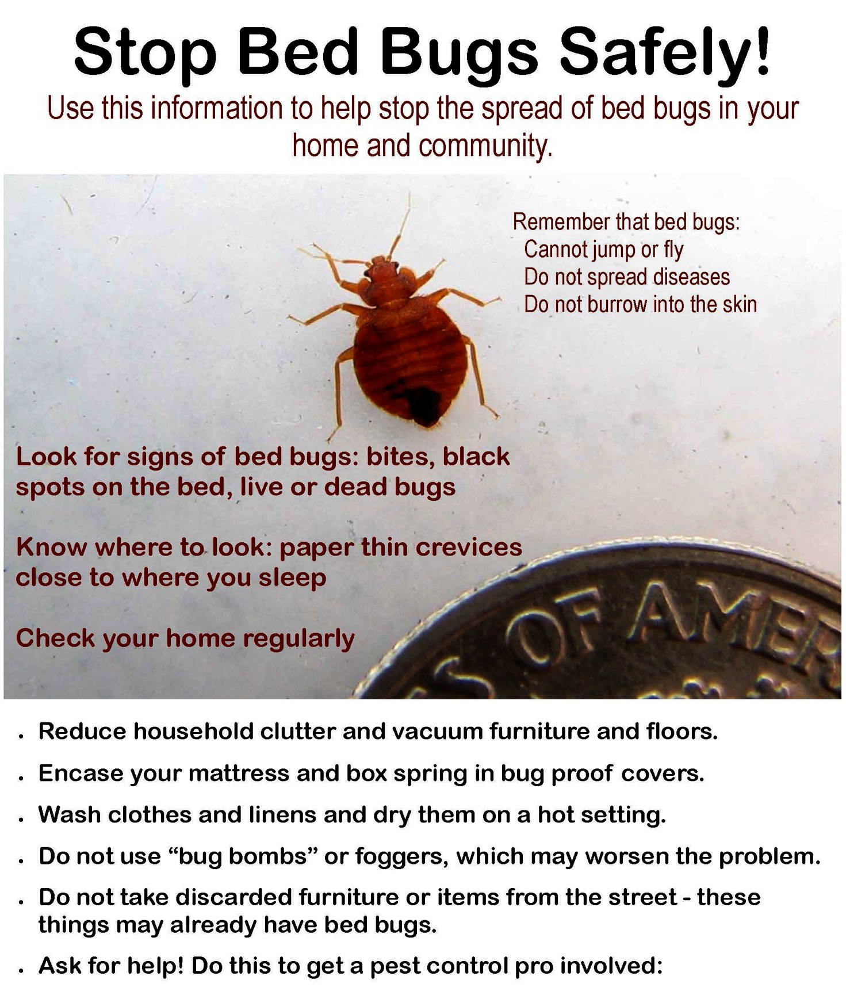 Stop Bed Bugs Safely!
Use this information to help stop the spread of bed bugs in your
home and community.
Remember that bed bugs:
Cannot jump or fly
Do not spread diseases
Do not burrow into the skin
Look for signs of bed bugs: bites, black
spots on the bed, live or dead bugs
Know where to look: paper thin crevices
close to where you sleep
Check your home regularly
S OF AMER
. Reduce household clutter and vacuum furniture and floors.
. Encase your mattress and box spring in bug proof covers.
. Wash clothes and linens and dry them on a hot setting.
. Do not use “bug bombs” or foggers, which may worsen the problem.
. Do not take discarded furniture or items from the street - these
things may already have bed bugs.
. Ask for help! Do this to get a pest control pro involved: